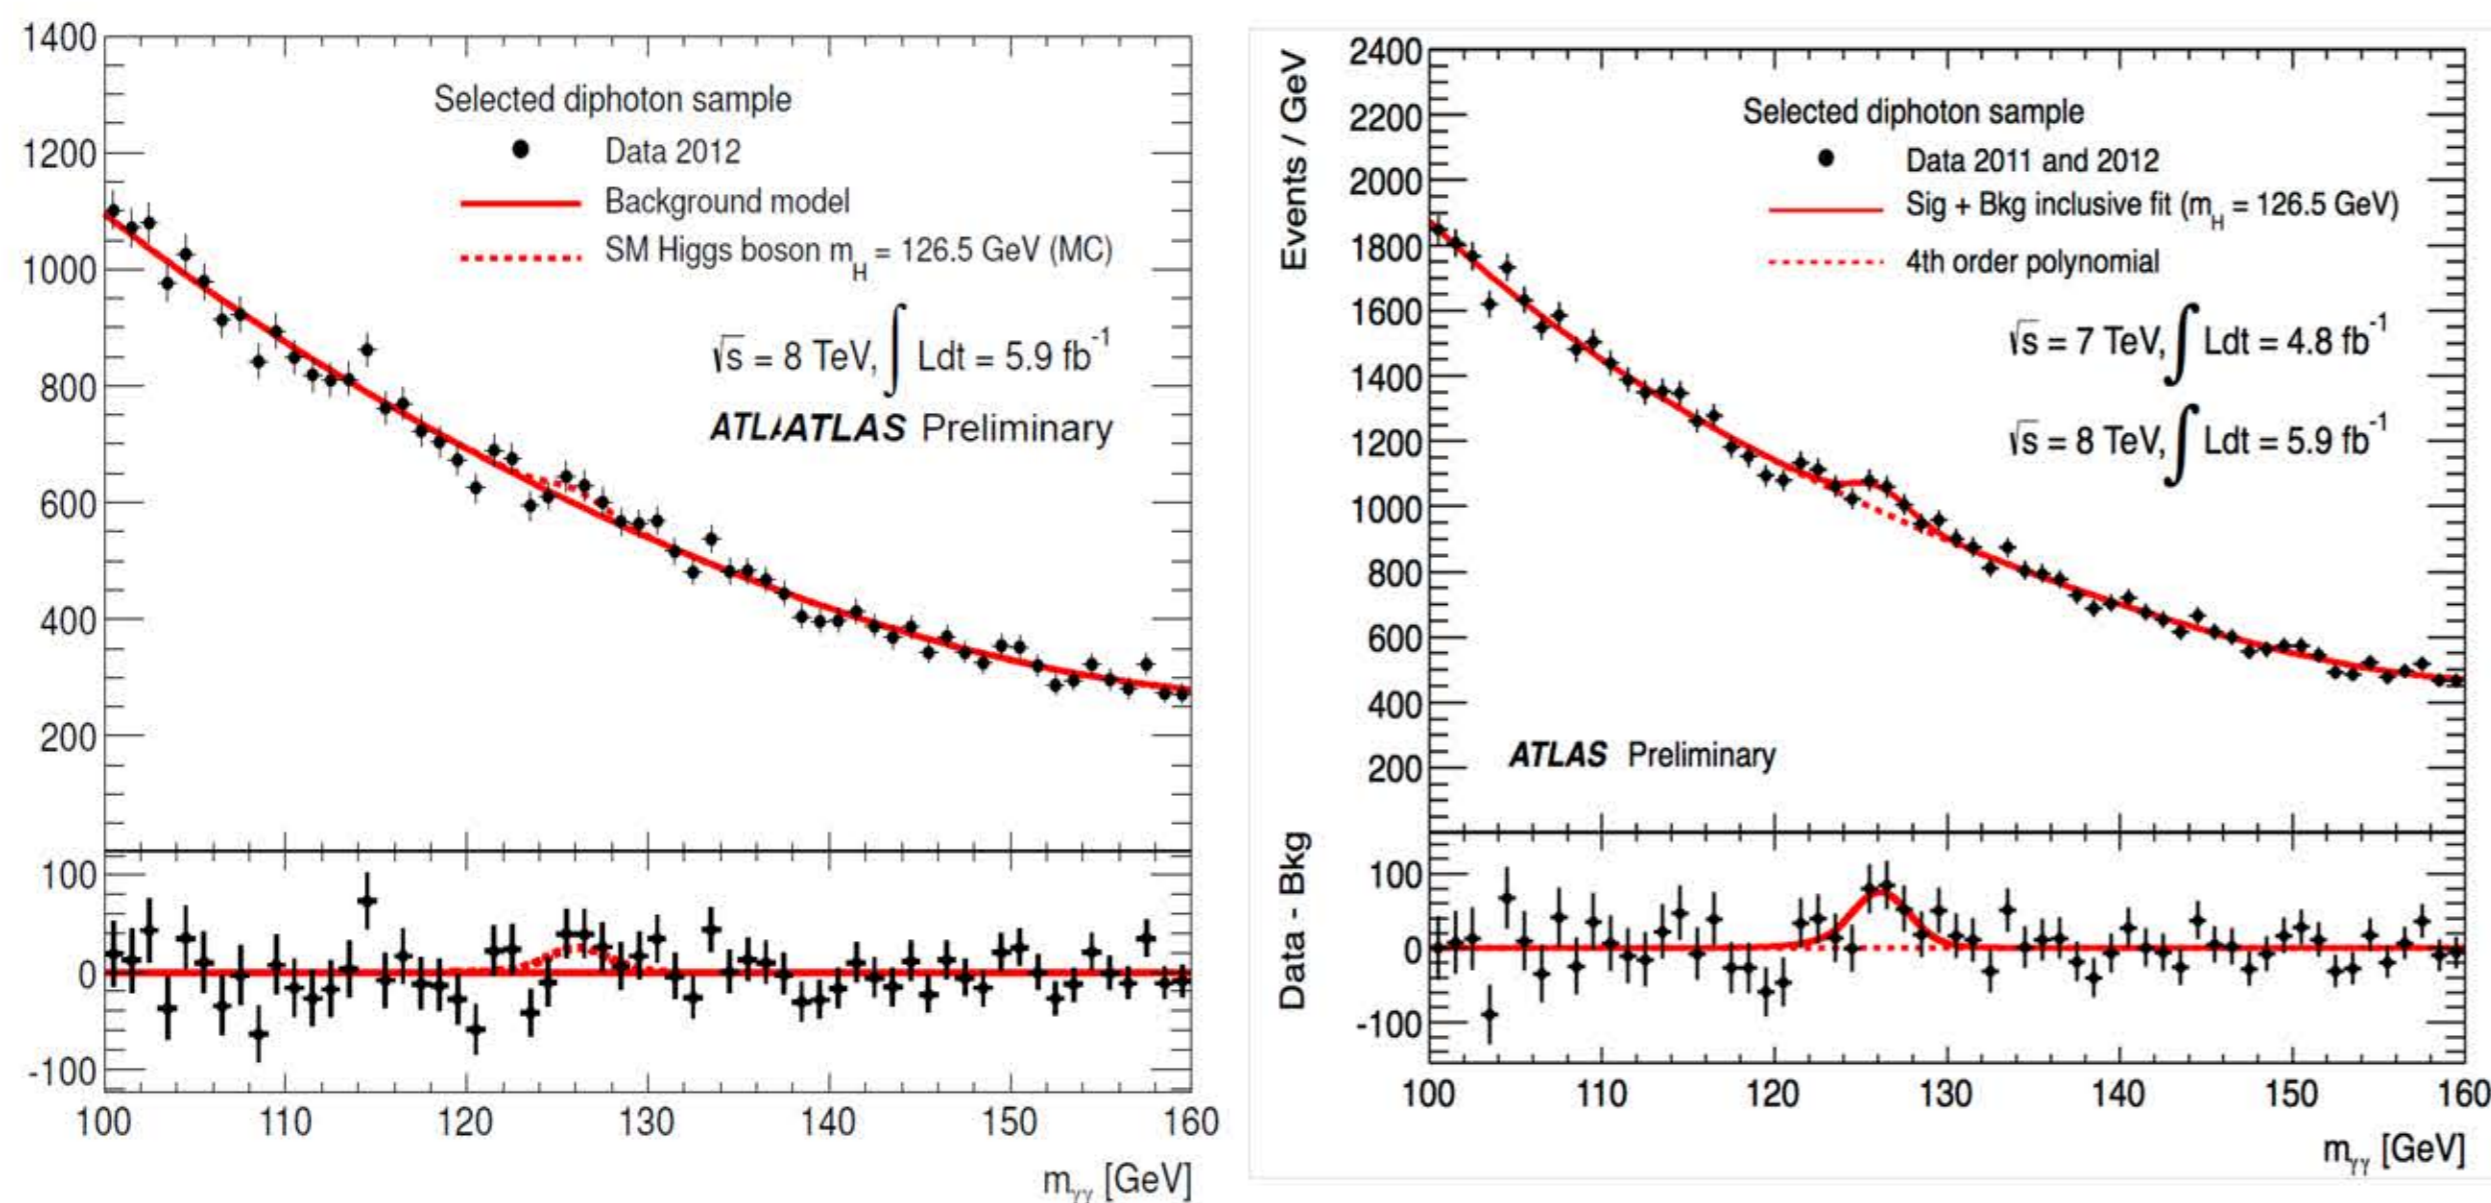 1400
Selected diphoton sample
Data 2012
1200
Background model
SM Higgs boson m_H = 126.5 GeV (MC)
1000
√s = 8 TeV, ∫ Ldt = 5.9 fb⁻¹
800
ATLATLAS Preliminary
600
400
200
100
0
-100
100 110 120 130 140 150 160
m_γγ [GeV]
Events / GeV
2400
2200
Selected diphoton sample
Data 2011 and 2012
2000
Sig + Bkg inclusive fit (m_H = 126.5 GeV)
1800
4th order polynomial
1600
√s = 7 TeV, ∫ Ldt = 4.8 fb⁻¹
1400
1200
√s = 8 TeV, ∫ Ldt = 5.9 fb⁻¹
1000
800
600
400
ATLAS Preliminary
200
Data - Bkg
100
0
-100
100 110 120 130 140 150 160
m_γγ [GeV]